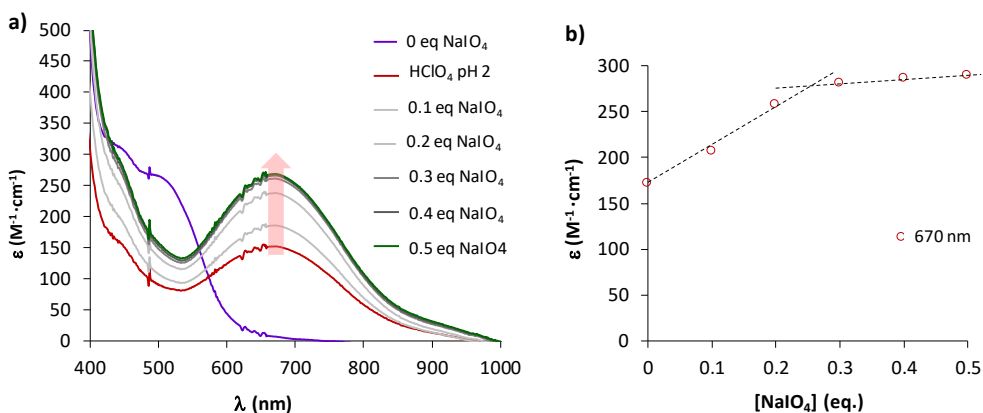 a)
500
450
400
350
300
250
200
150
100
50
0
ε (M⁻¹·cm⁻¹)
400 500 600 700 800 900 1000
λ (nm)
0 eq NaIO₄
HClO₄ pH 2
0.1 eq NaIO₄
0.2 eq NaIO₄
0.3 eq NaIO₄
0.4 eq NaIO₄
0.5 eq NaIO4
b)
300
250
200
150
100
50
0
ε (M⁻¹·cm⁻¹)
0 0.1 0.2 0.3 0.4 0.5
[NaIO₄] (eq.)
670 nm